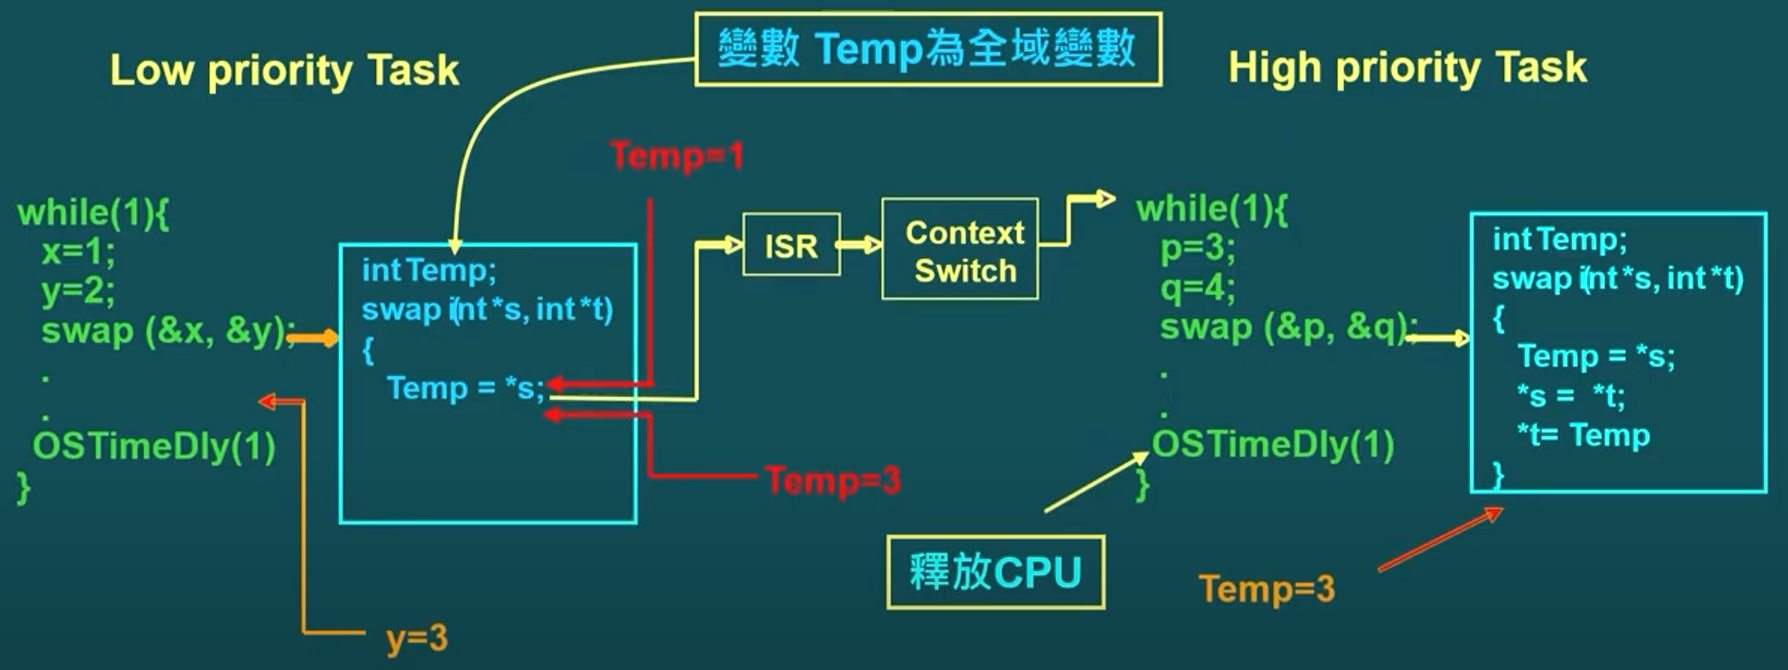 變數 Temp為全域變數
Low priority Task
High priority Task
Temp=1
while(1){
x=1;
y=2;
swap (&x, &y);
.
.
OSTimeDly(1)
}
int Temp;
swap (int *s, int *t)
{
Temp = *s;
ISR
Context
Switch
Temp=3
y=3
while(1){
p=3;
q=4;
swap (&p, &q);
.
.
OSTimeDly(1)
}
釋放CPU
int Temp;
swap (int *s, int *t)
{
Temp = *s;
*s = *t;
*t= Temp
}
Temp=3